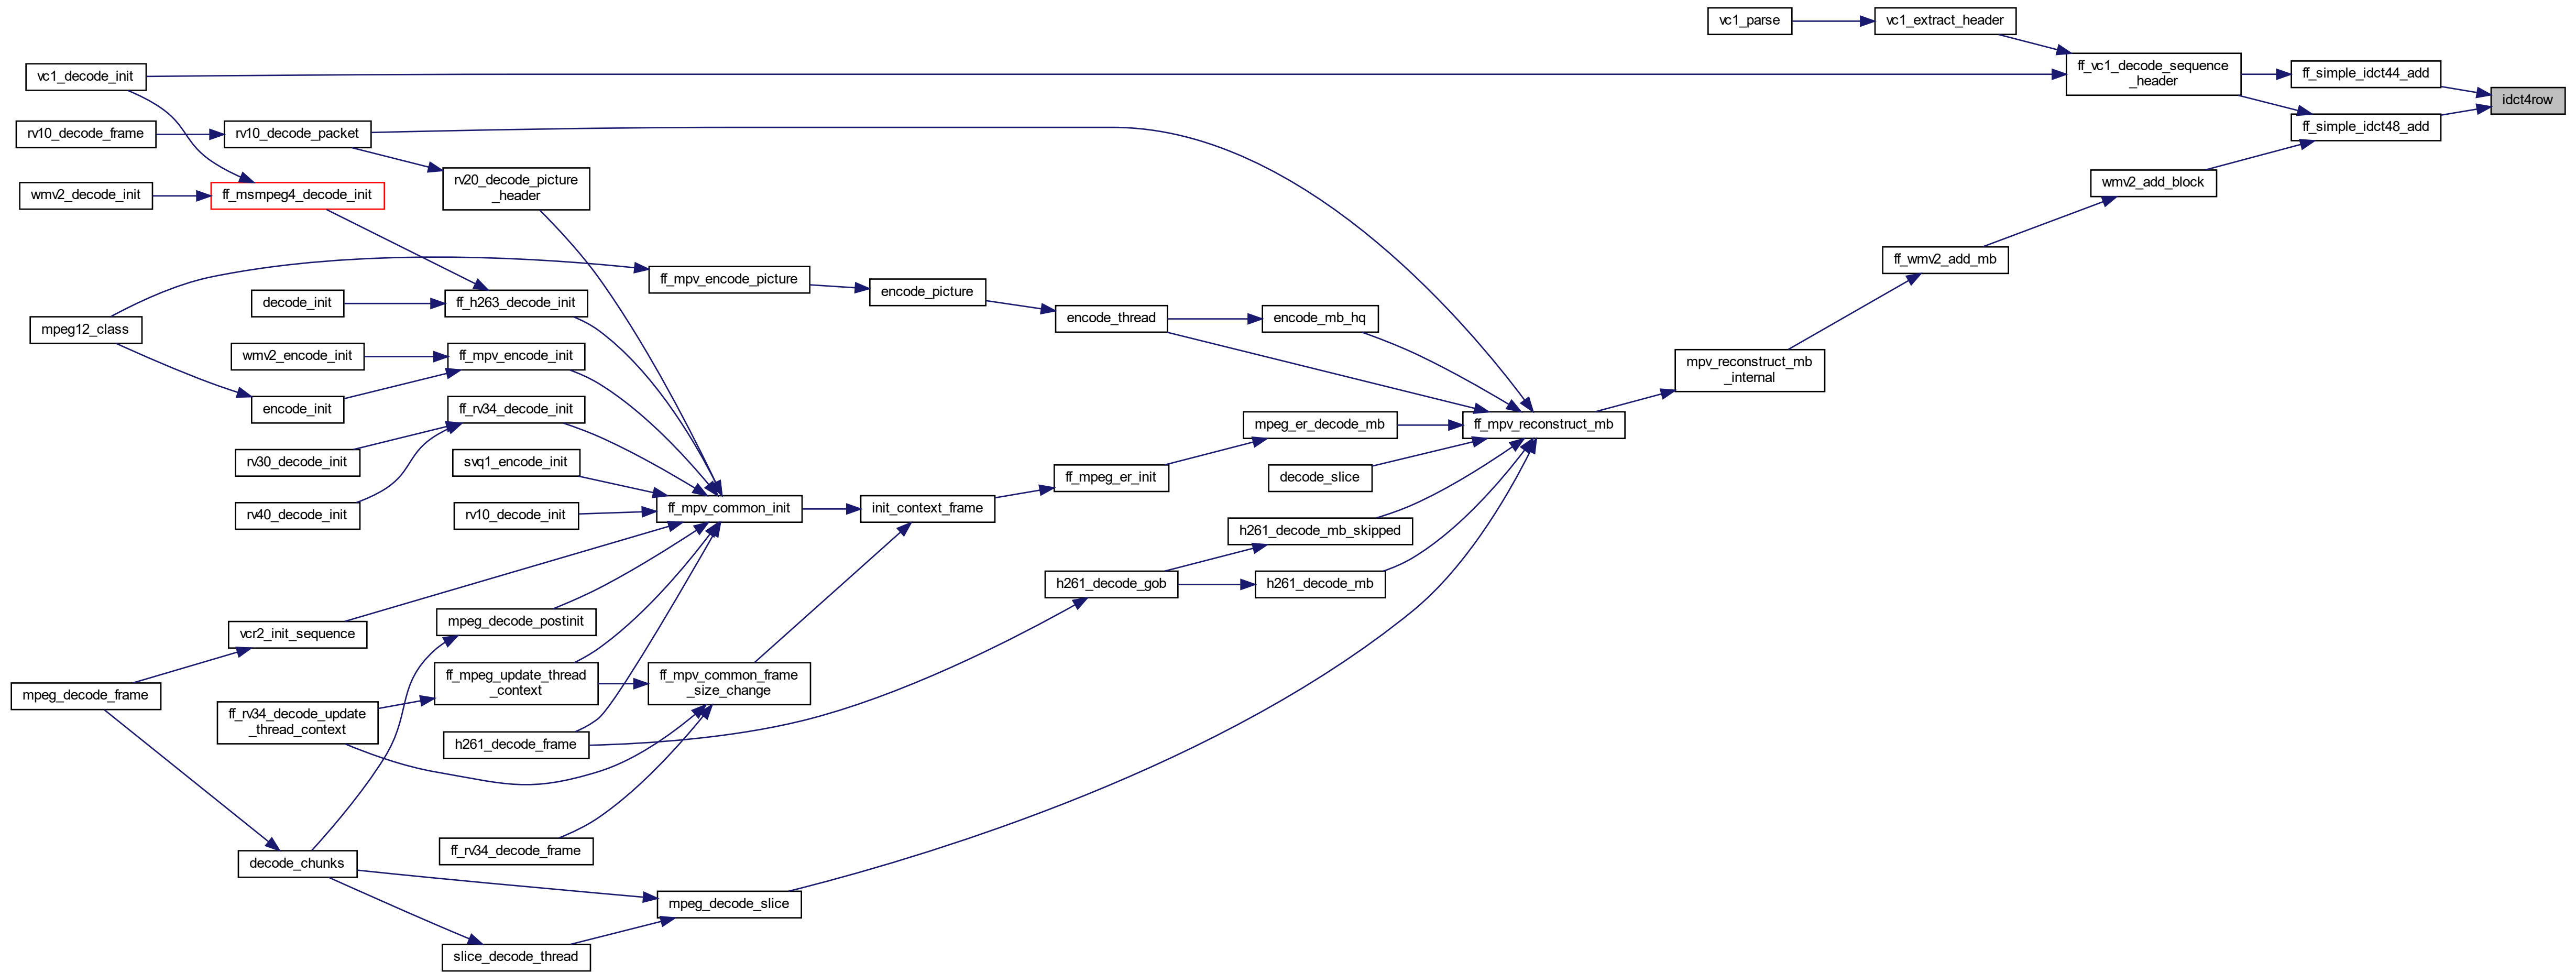 vc1_parse
vc1_extract_header
vc1_decode_init
ff_vc1_decode_sequence
_header
ff_simple_idct44_add
idct4row
rv10_decode_frame
rv10_decode_packet
ff_simple_idct48_add
wmv2_decode_init
ff_msmpeg4_decode_init
rv20_decode_picture
_header
wmv2_add_block
ff_mpv_encode_picture
encode_picture
ff_wmv2_add_mb
decode_init
ff_h263_decode_init
mpeg12_class
encode_thread
encode_mb_hq
wmv2_encode_init
ff_mpv_encode_init
mpv_reconstruct_mb
_internal
encode_init
ff_rv34_decode_init
mpeg_er_decode_mb
ff_mpv_reconstruct_mb
rv30_decode_init
svq1_encode_init
ff_mpeg_er_init
decode_slice
rv40_decode_init
rv10_decode_init
ff_mpv_common_init
init_context_frame
h261_decode_mb_skipped
h261_decode_gob
h261_decode_mb
vcr2_init_sequence
mpeg_decode_postinit
mpeg_decode_frame
ff_mpeg_update_thread
_context
ff_mpv_common_frame
_size_change
ff_rv34_decode_update
_thread_context
h261_decode_frame
decode_chunks
ff_rv34_decode_frame
mpeg_decode_slice
slice_decode_thread